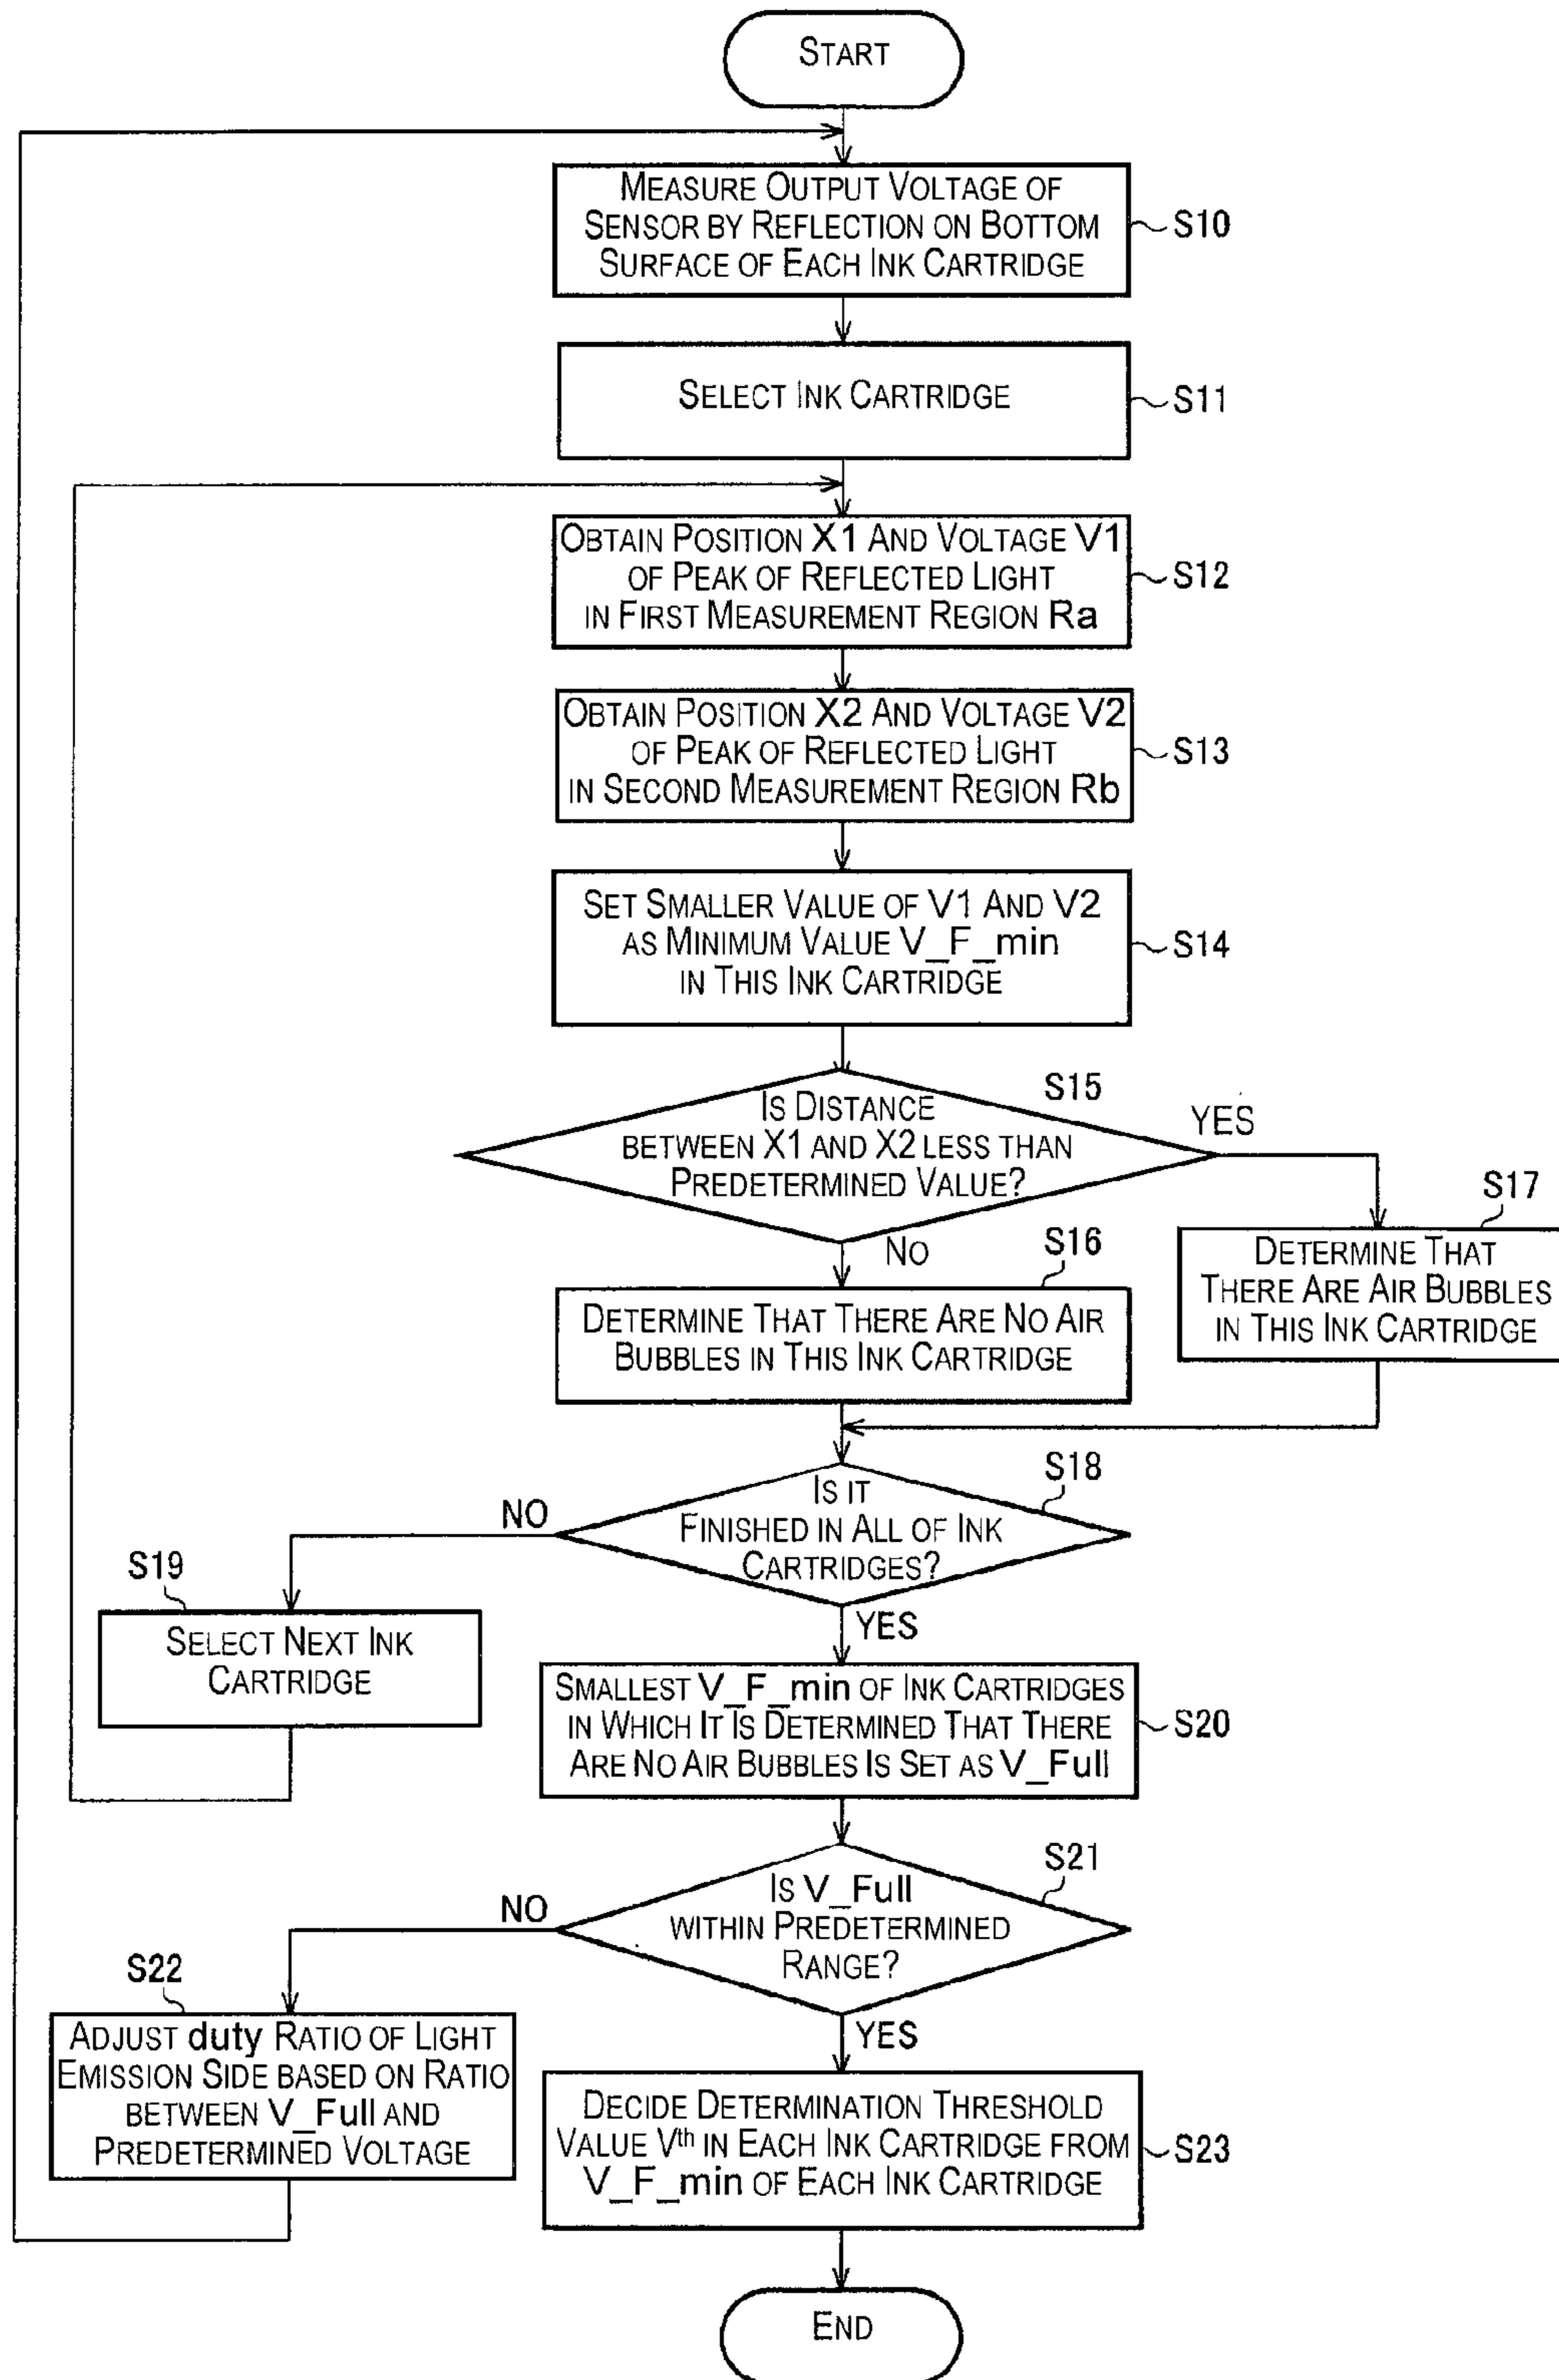 START
MEASURE OUTPUT VOLTAGE OF
SENSOR BY REFLECTION ON BOTTOM
SURFACE OF EACH INK CARTRIDGE
S10
SELECT INK CARTRIDGE
S11
OBTAIN POSITION X1 AND VOLTAGE V1
OF PEAK OF REFLECTED LIGHT
IN FIRST MEASUREMENT REGION Ra
S12
OBTAIN POSITION X2 AND VOLTAGE V2
OF PEAK OF REFLECTED LIGHT
IN SECOND MEASUREMENT REGION Rb
S13
SET SMALLER VALUE OF V1 AND V2
AS MINIMUM VALUE V_F_min
IN THIS INK CARTRIDGE
S14
S15
IS DISTANCE
BETWEEN X1 AND X2 LESS THAN
PREDETERMINED VALUE?
YES
NO
S17
DETERMINE THAT
THERE ARE AIR BUBBLES
IN THIS INK CARTRIDGE
S16
DETERMINE THAT THERE ARE NO AIR
BUBBLES IN THIS INK CARTRIDGE
S18
IS IT
FINISHED IN ALL OF INK
CARTRIDGES?
NO
YES
S19
SELECT NEXT INK
CARTRIDGE
SMALLEST V_F_min OF INK CARTRIDGES
IN WHICH IT IS DETERMINED THAT THERE
ARE NO AIR BUBBLES IS SET AS V_Full
S20
S21
IS V_Full
WITHIN PREDETERMINED
RANGE?
NO
YES
S22
ADJUST duty RATIO OF LIGHT
EMISSION SIDE BASED ON RATIO
BETWEEN V_Full AND
PREDETERMINED VOLTAGE
DECIDE DETERMINATION THRESHOLD
VALUE Vth IN EACH INK CARTRIDGE FROM
V_F_min OF EACH INK CARTRIDGE
S23
END